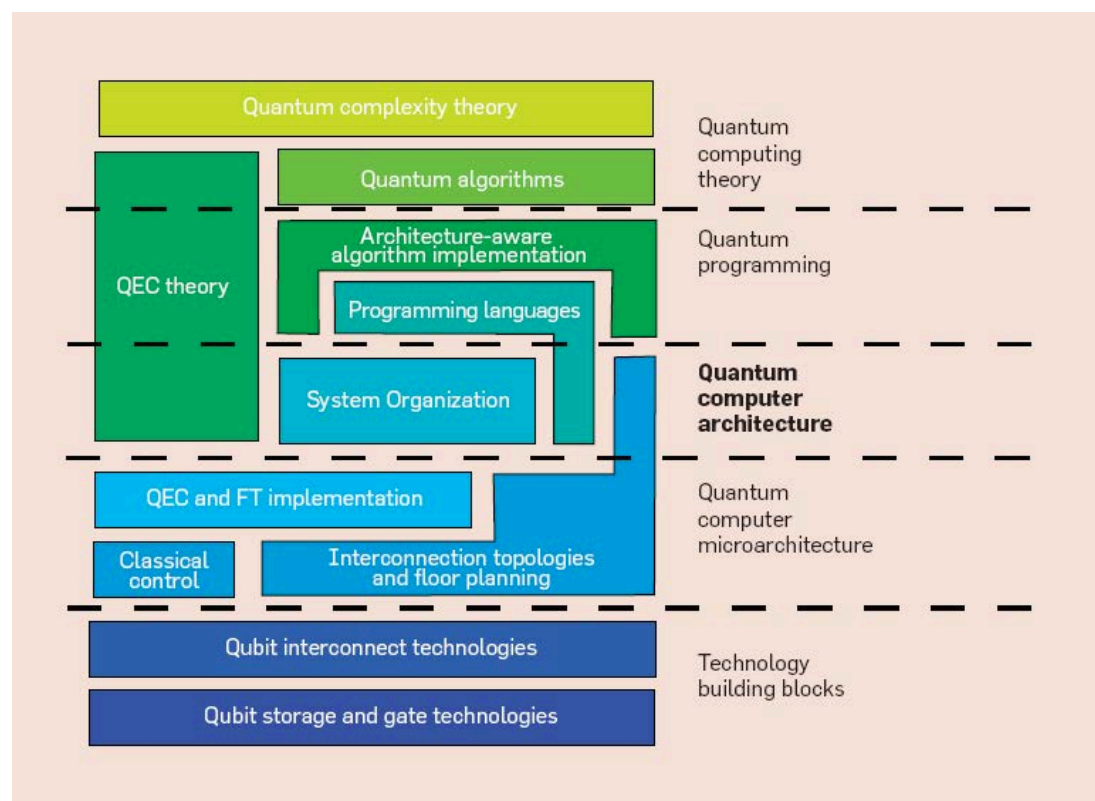 Quantum complexity theory
Quantum algorithms
Quantum
computing
theory
QEC theory
Architecture-aware
algorithm implementation
Programming languages
Quantum
programming
System Organization
Quantum
computer
architecture
QEC and FT implementation
Classical
control
Interconnection topologies
and floor planning
Quantum
computer
microarchitecture
Qubit interconnect technologies
Qubit storage and gate technologies
Technology
building blocks